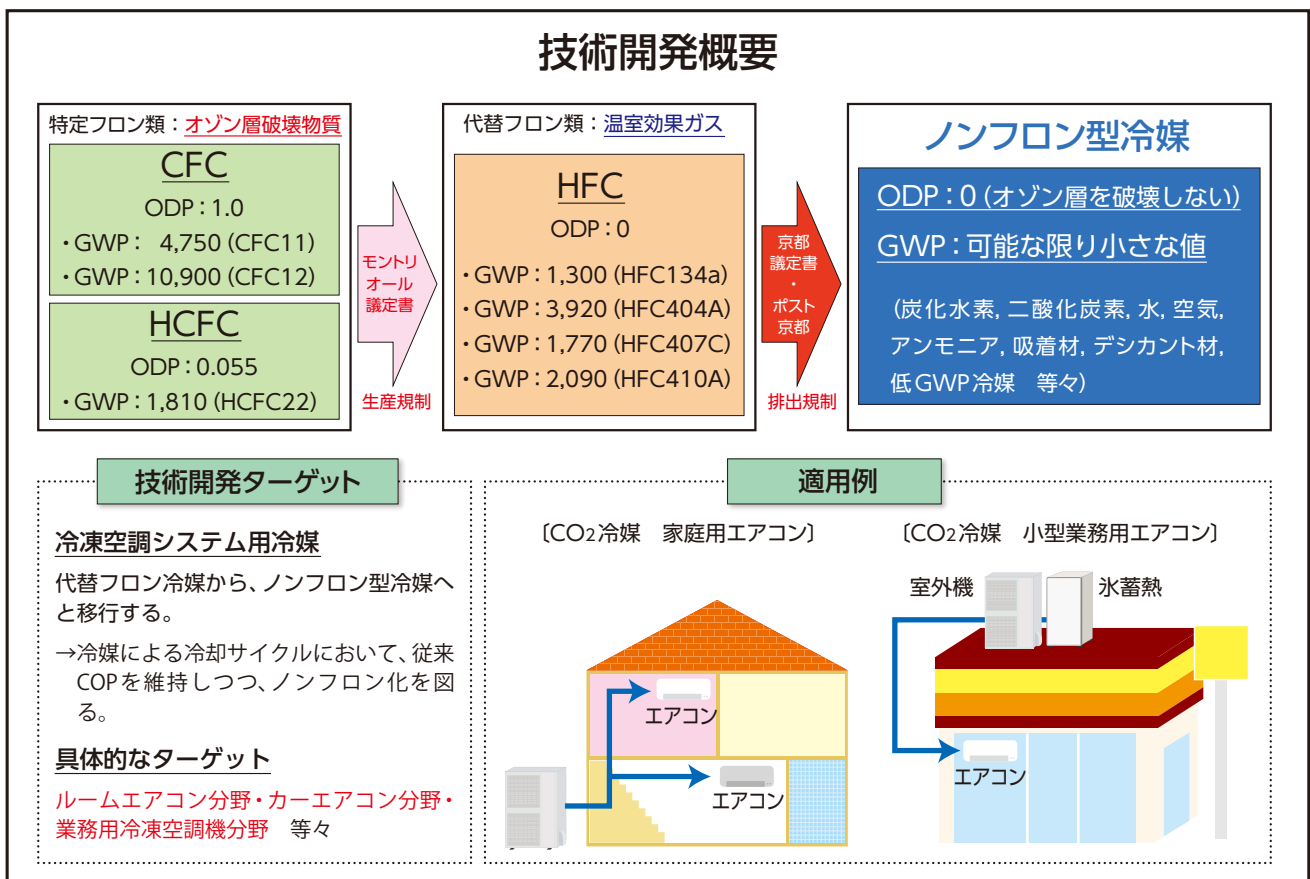 技術開発概要
特定フロン類：オゾン層破壊物質
CFC
ODP：1.0
・GWP： 4,750 (CFC11)
・GWP：10,900 (CFC12)
HCFC
ODP：0.055
・GWP：1,810 (HCFC22)
モントリ
オール
議定書
生産規制
代替フロン類：温室効果ガス
HFC
ODP：0
・GWP：1,300 (HFC134a)
・GWP：3,920 (HFC404A)
・GWP：1,770 (HFC407C)
・GWP：2,090 (HFC410A)
京都
議定書
・
ポスト
京都
排出規制
ノンフロン型冷媒
ODP：0 (オゾン層を破壊しない)
GWP：可能な限り小さな値
(炭化水素, 二酸化炭素, 水, 空気,
アンモニア, 吸着材, デシカント材,
低GWP冷媒 等々)
技術開発ターゲット
冷凍空調システム用冷媒
代替フロン冷媒から、ノンフロン型冷媒へ
と移行する。
→冷媒による冷却サイクルにおいて、従来
COPを維持しつつ、ノンフロン化を図
る。
具体的なターゲット
ルームエアコン分野・カーエアコン分野・
業務用冷凍空調機分野 等々
適用例
〔CO2冷媒 家庭用エアコン〕
エアコン
エアコン
〔CO2冷媒 小型業務用エアコン〕
室外機
氷蓄熱
エアコン